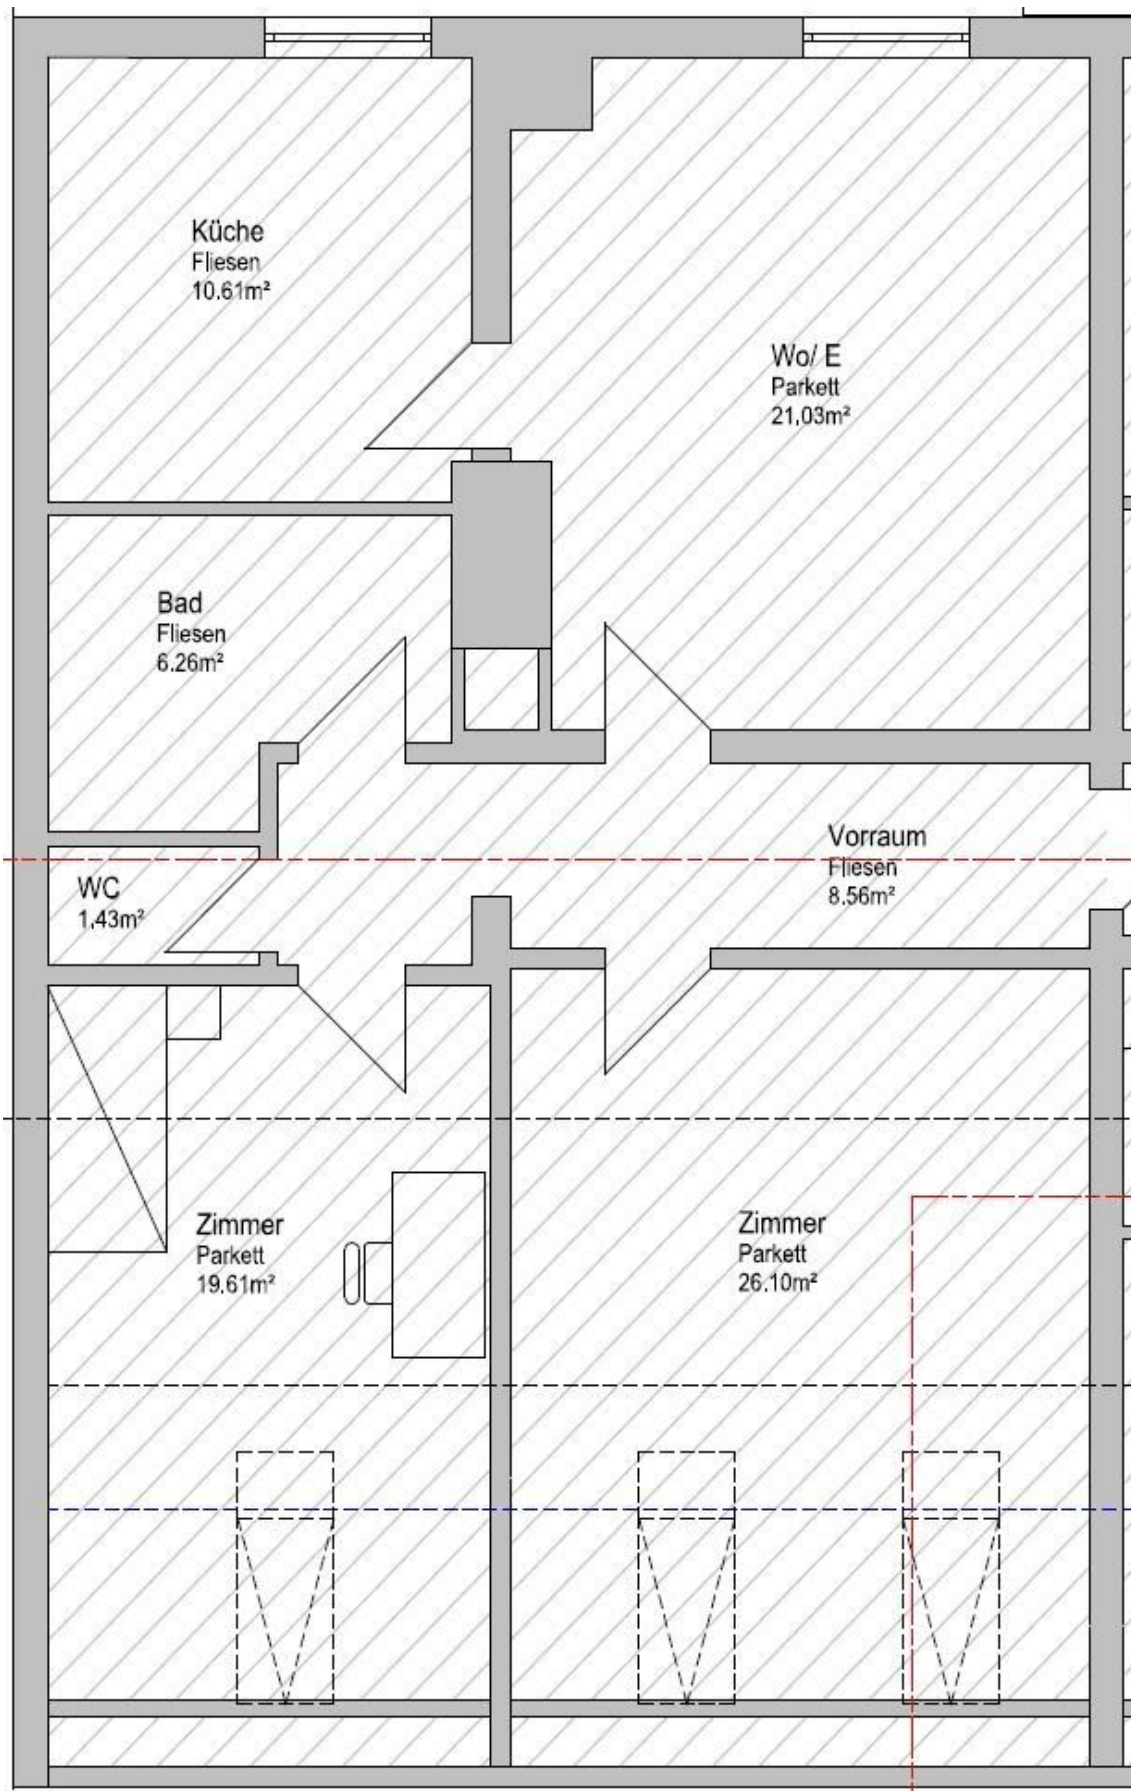 Küche
Fliesen
10.61m²
Wo/ E
Parkett
21,03m²
Bad
Fliesen
6.26m²
Vorraum
Fliesen
8.56m²
WC
1,43m²
Zimmer
Parkett
19.61m²
Zimmer
Parkett
26.10m²